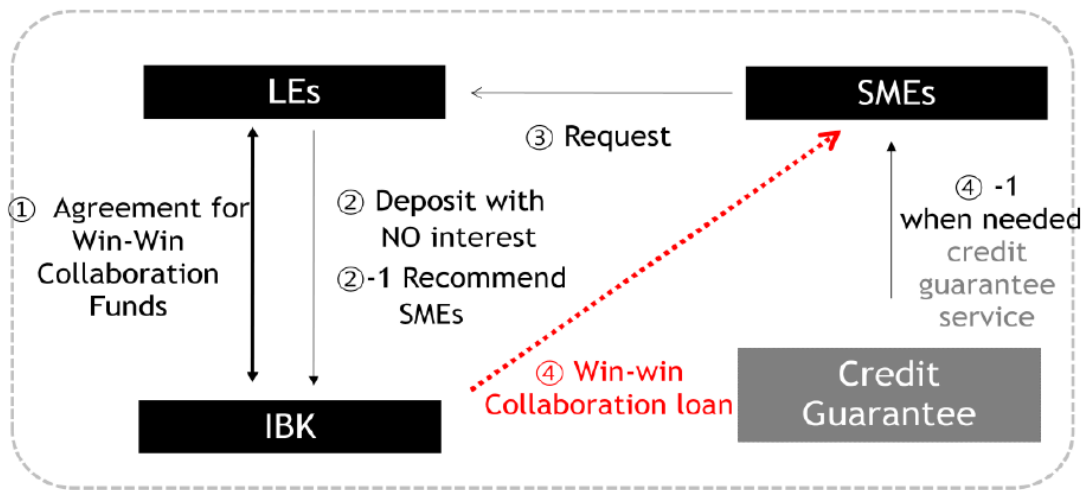 LEs
SMEs
③ Request
① Agreement for
Win-Win
Collaboration
Funds
② Deposit with
NO interest
②-1 Recommend
SMEs
④ -1
when needed
credit
guarantee
service
④ Win-win
Collaboration loan
Credit
Guarantee
IBK